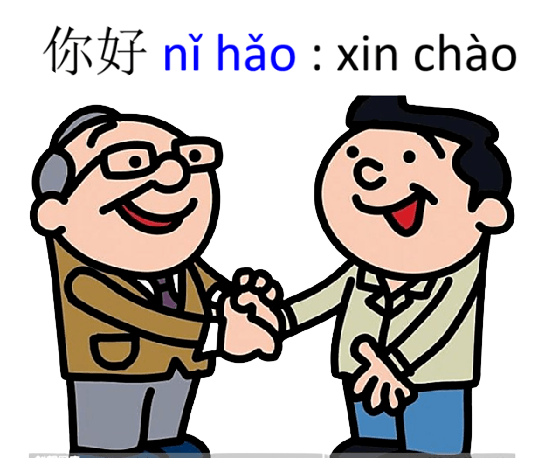 你好 nǐ hǎo : xin chào